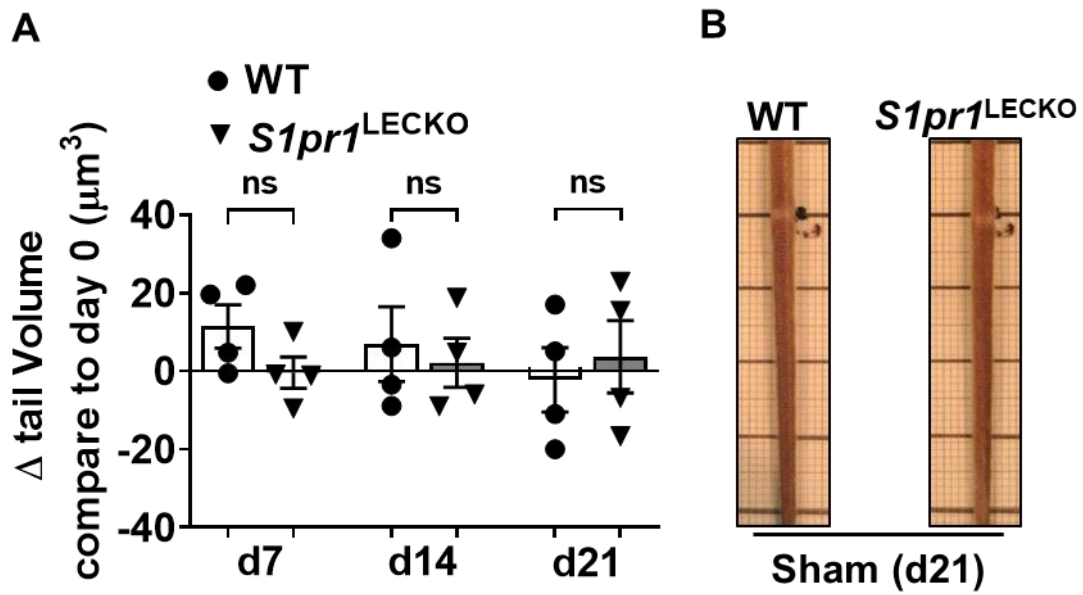 A
WT
S1pr1LECKO
Δ tail Volume
compare to day 0 (μm³)
ns
ns
ns
40
20
0
-20
-40
d7
d14
d21
B
WT
S1pr1LECKO
Sham (d21)